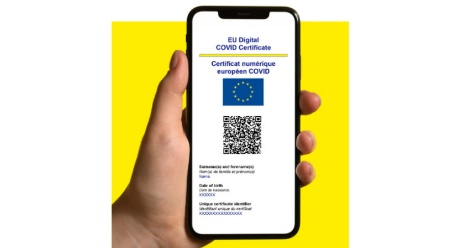 EU Digital
COVID Certificate
Certificat numérique
européen COVID
Surname(s) and forename(s)
Nom(s) de famille et prénom(s)
Name
Date of birth
Date de naissance
XXXXXX
Unique certificate identifier
Identifiant unique du certificat
XXXXXXXXXXXXXXXX